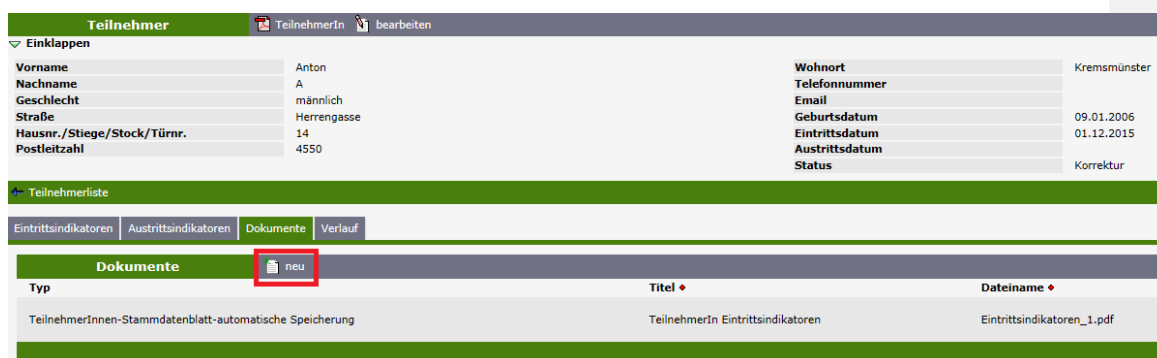 Teilnehmer TeilnehmerIn bearbeiten
Einklappen
Vorname Anton Wohnort Kremsmünster
Nachname A Telefonnummer
Geschlecht männlich Email
Straße Herrengasse Geburtsdatum 09.01.2006
Hausnr./Stiege/Stock/Türnr. 14 Eintrittsdatum 01.12.2015
Postleitzahl 4550 Austrittsdatum
Status Korrektur
Teilnehmerliste
Eintrittsindikatoren Austrittsindikatoren Dokumente Verlauf
Dokumente neu
Typ Titel Dateiname
TeilnehmerInnen-Stammdatenblatt-automatische Speicherung TeilnehmerIn Eintrittsindikatoren Eintrittsindikatoren_1.pdf